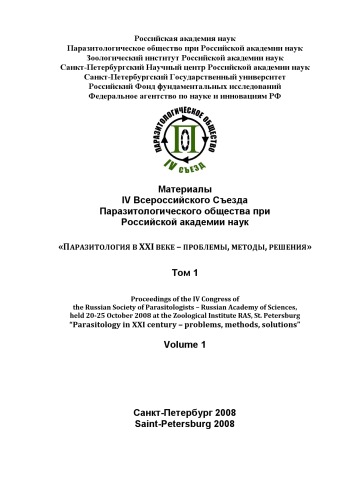 Российская академия наук
Паразитологическое общество при Российской академии наук
Зоологический институт Российской академии наук
Санкт-Петербургский Научный центр Российской академии наук
Санкт-Петербургский Государственный университет
Российский Фонд фундаментальных исследований
Федеральное агентство по науке и инновациям РФ
ПАРАЗИТОЛОГИЧЕСКОЕ ОБЩЕСТВО
IV СЪЕЗД
Материалы
IV Всероссийского Съезда
Паразитологического общества при
Российской академии наук
«ПАРАЗИТОЛОГИЯ В XXI ВЕКЕ – ПРОБЛЕМЫ, МЕТОДЫ, РЕШЕНИЯ»
Том 1
Proceedings of the IV Congress of
the Russian Society of Parasitologists – Russian Academy of Sciences,
held 20-25 October 2008 at the Zoological Institute RAS, St. Petersburg
"Parasitology in XXI century – problems, methods, solutions"
Volume 1
Санкт-Петербург 2008
Saint-Petersburg 2008